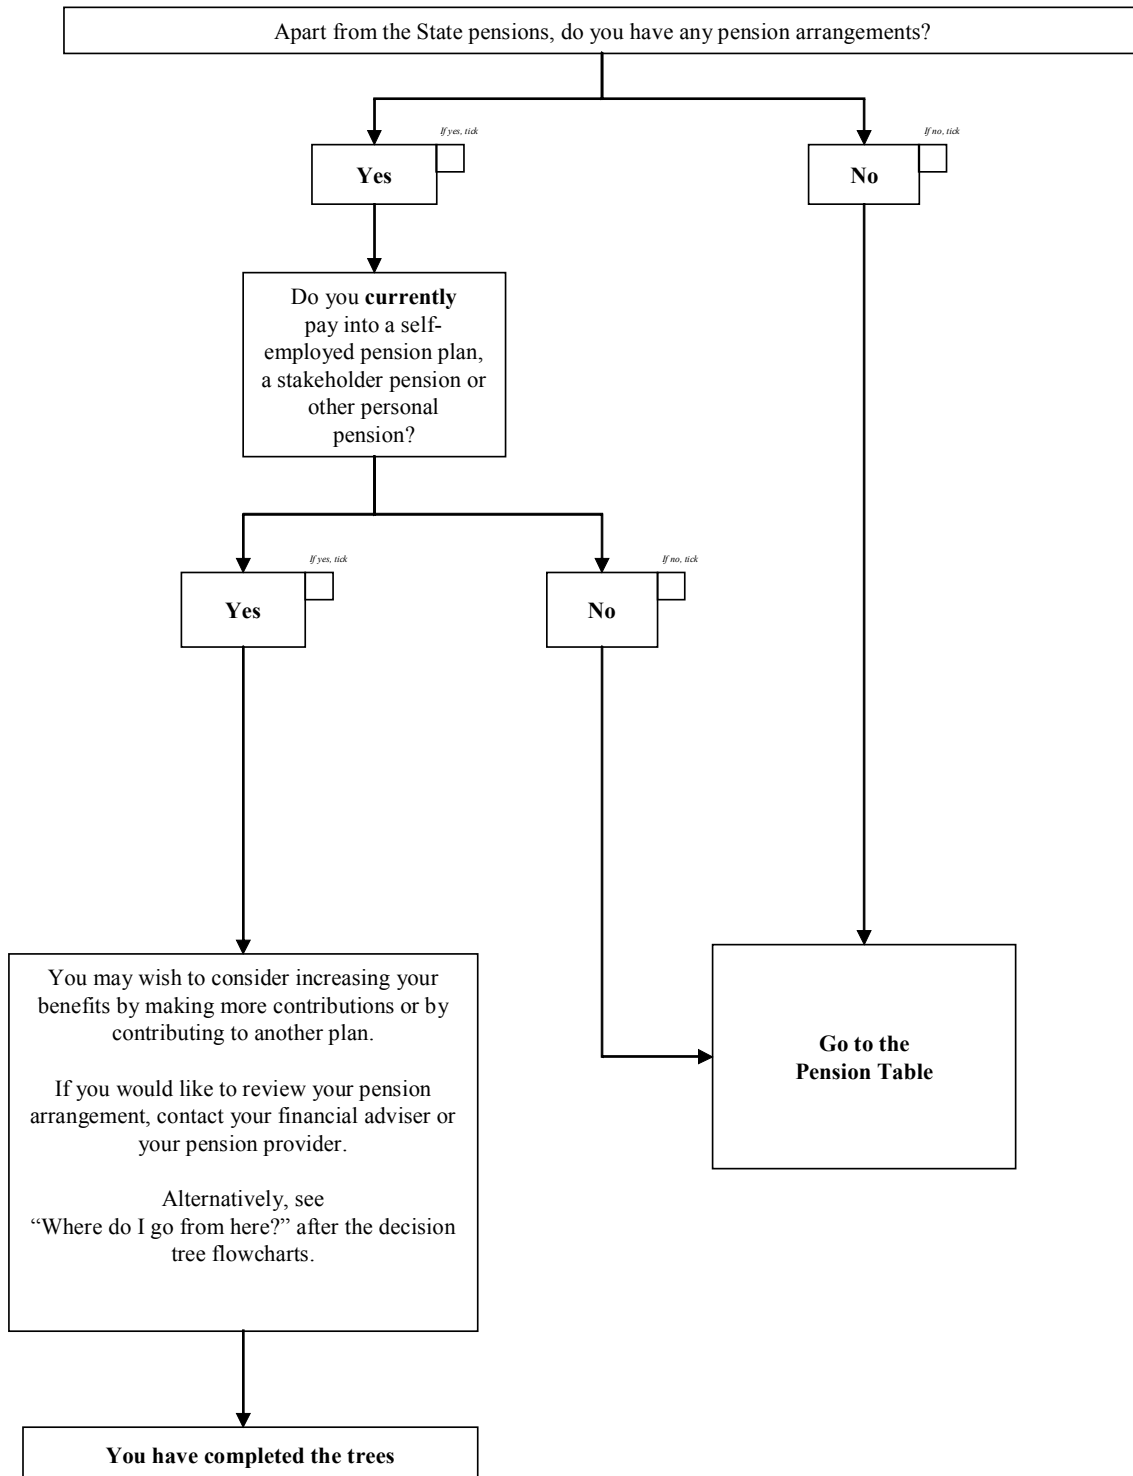 Apart from the State pensions, do you have any pension arrangements?
If yes, tick
If no, tick
Yes
No
Do you currently
pay into a self-
employed pension plan,
a stakeholder pension or
other personal
pension?
If yes, tick
If no, tick
Yes
No
You may wish to consider increasing your
benefits by making more contributions or by
contributing to another plan.
If you would like to review your pension
arrangement, contact your financial adviser or
your pension provider.
Alternatively, see
“Where do I go from here?” after the decision
tree flowcharts.
Go to the
Pension Table
You have completed the trees